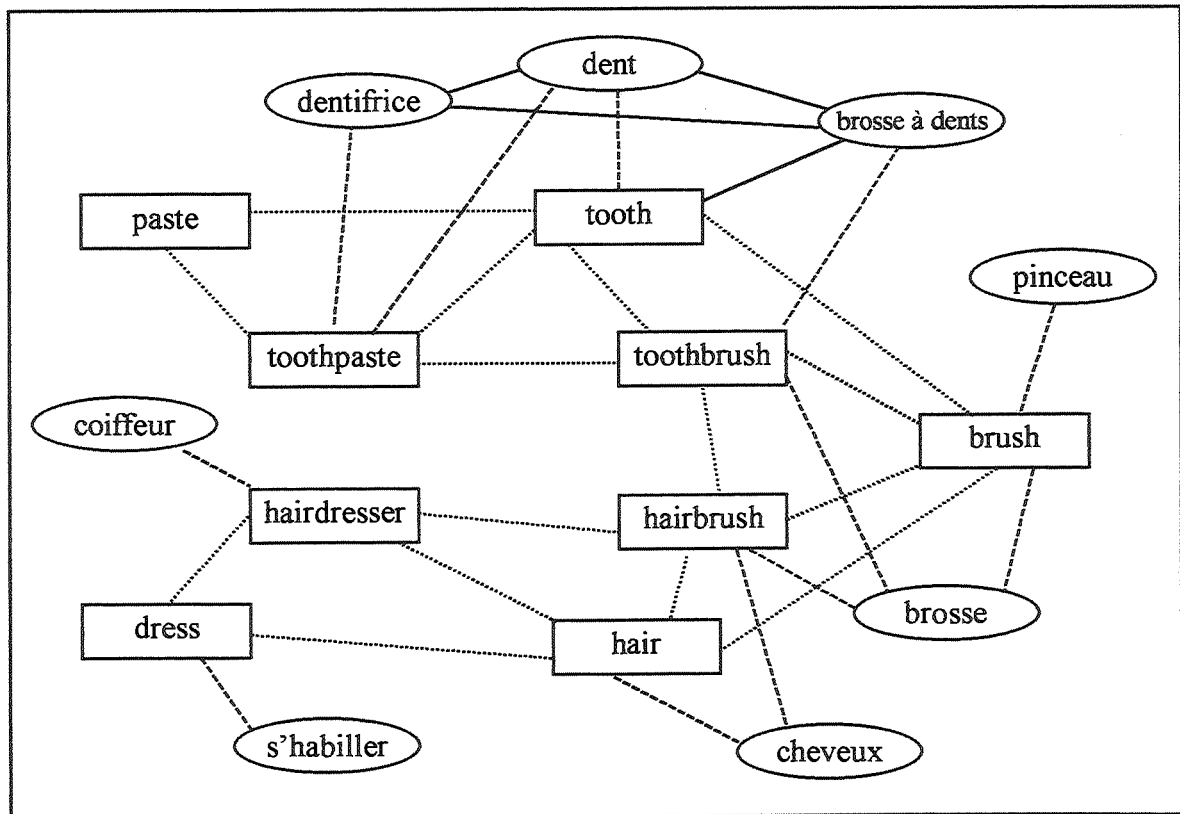 dent
dentifrice
brosse à dents
paste
tooth
pinceau
toothpaste
toothbrush
coiffeur
brush
hairdresser
hairbrush
brosse
dress
hair
s'habiller
cheveux